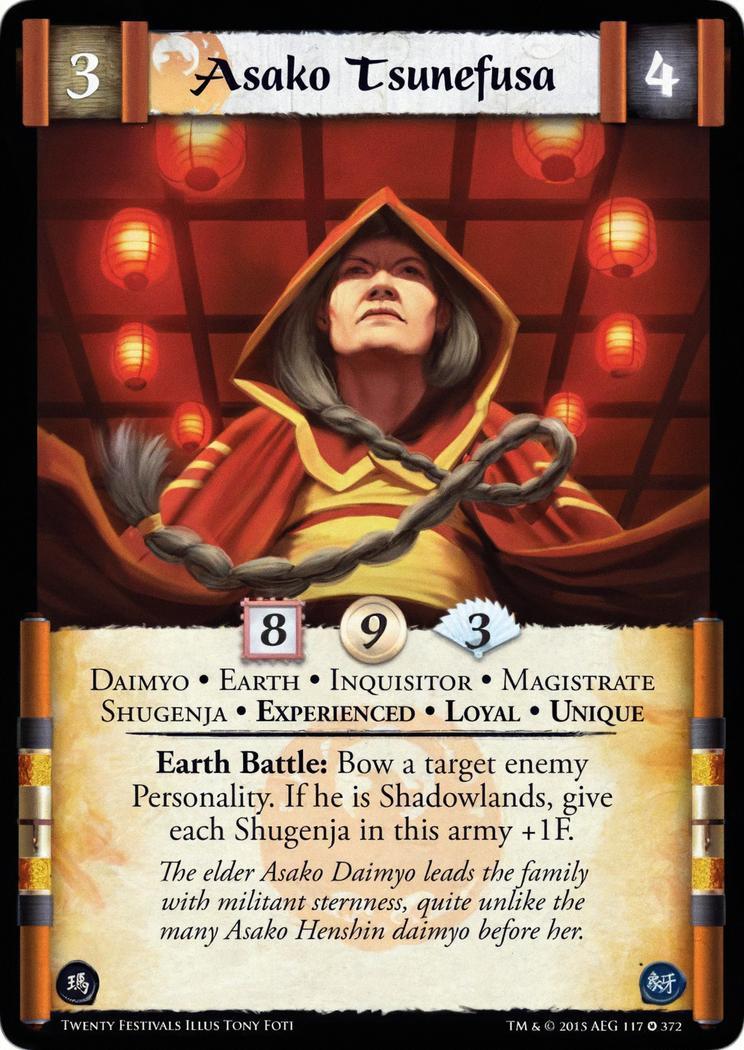 3
Asako Tsunefusa
4
8
9
3
Daimyo • Earth • Inquisitor • Magistrate
Shugenja • Experienced • Loyal • Unique
Earth Battle: Bow a target enemy
Personality. If he is Shadowlands, give
each Shugenja in this army +1F.
The elder Asako Daimyo leads the family
with militant sternness, quite unlike the
many Asako Henshin daimyo before her.
瑪
象牙
Twenty Festivals Illus Tony Foti
TM & © 2015 AEG 117 372